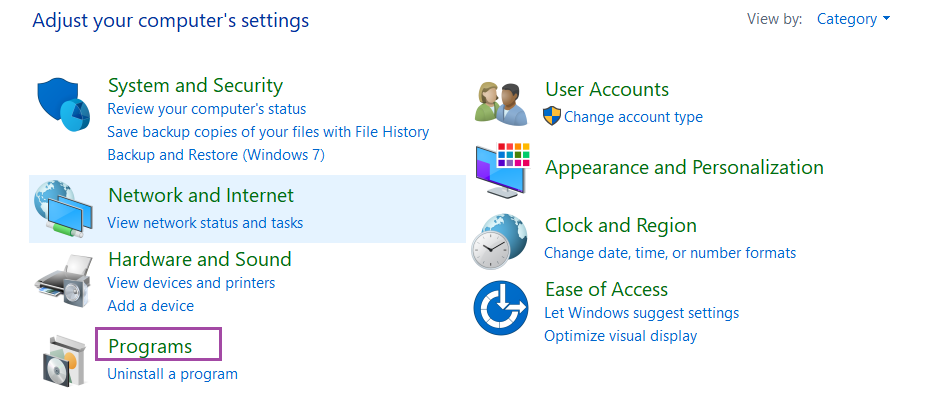 Adjust your computer's settings
View by: Category
System and Security
Review your computer's status
Save backup copies of your files with File History
Backup and Restore (Windows 7)
Network and Internet
View network status and tasks
Hardware and Sound
View devices and printers
Add a device
Programs
Uninstall a program
User Accounts
Change account type
Appearance and Personalization
Clock and Region
Change date, time, or number formats
Ease of Access
Let Windows suggest settings
Optimize visual display